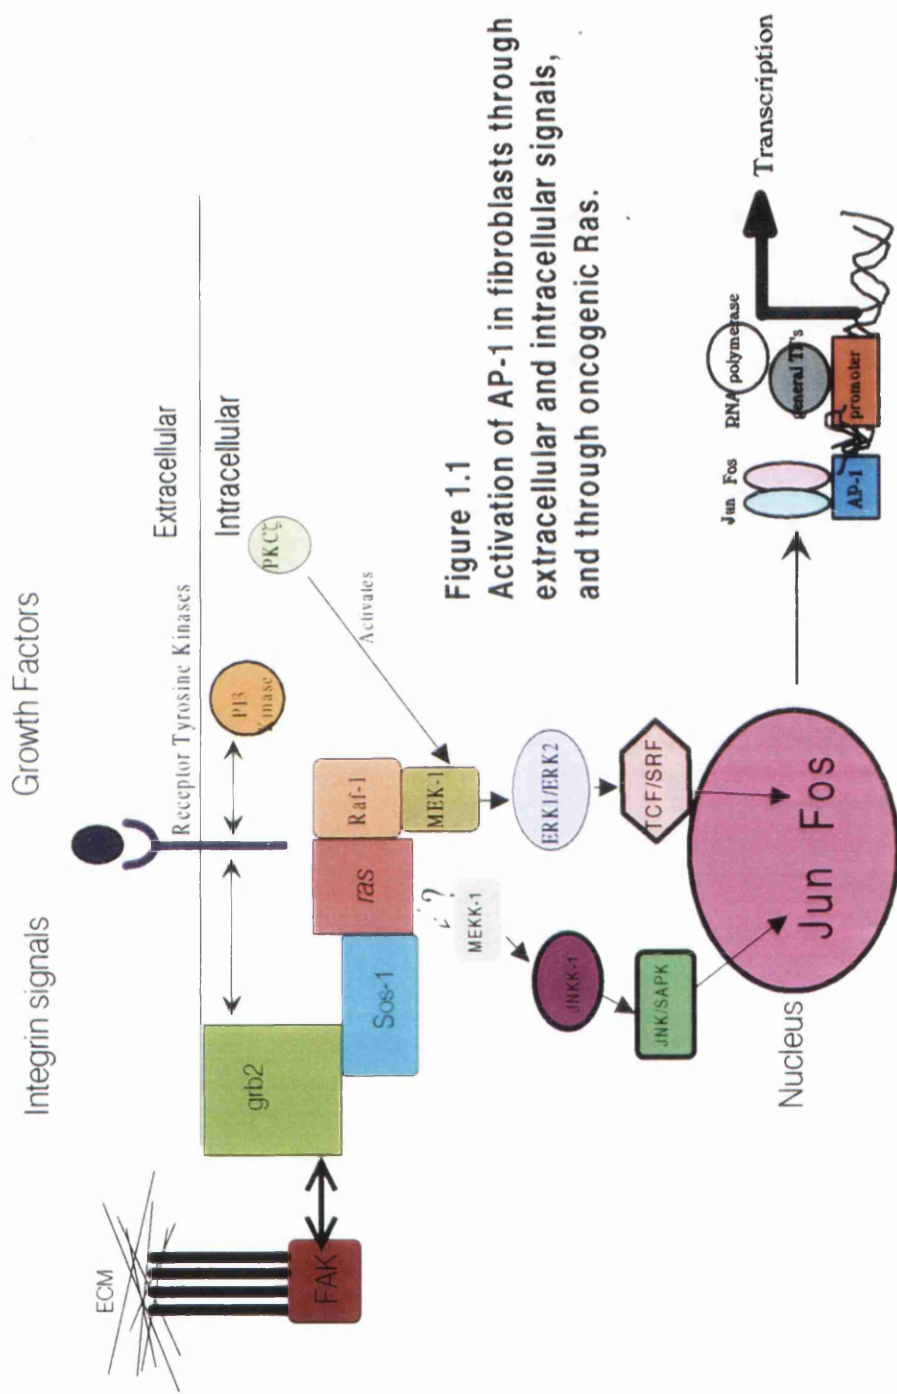 Integrin signals
Growth Factors
ECM
Receptor Tyrosine Kinases
Extracellular
Intracellular
grb2
PI3
Kinase
PKCζ
FAK
Sos-1
ras
Raf-1
MEK-1
Activates
¿?
MEKK-1
ERK1/ERK2
JNKK-1
JNK/SAPK
TCF/SRF
Nucleus
Jun Fos
Figure 1.1
Activation of AP-1 in fibroblasts through
extracellular and intracellular signals,
and through oncogenic Ras.
Jun Fos
RNA polymerase
general TFs
AP-1
promoter
Transcription